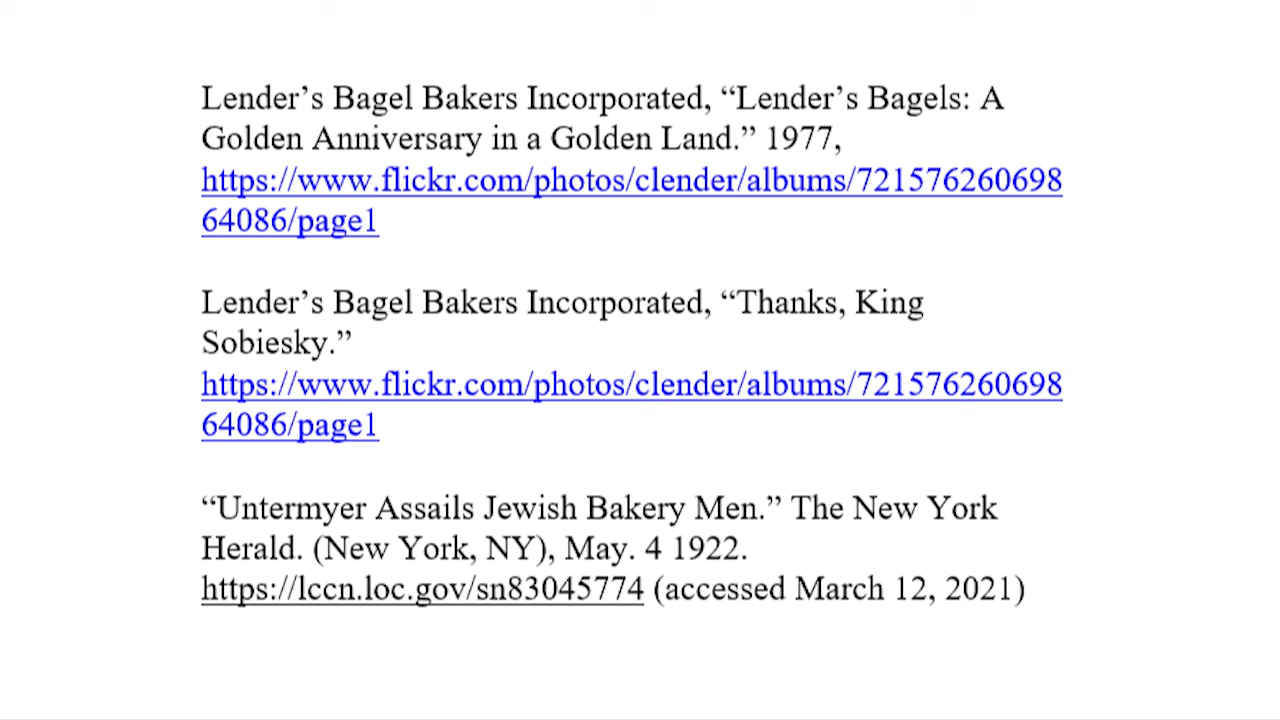 Lender’s Bagel Bakers Incorporated, “Lender’s Bagels: A
Golden Anniversary in a Golden Land.” 1977,
https://www.flickr.com/photos/clender/albums/721576260698
64086/page1
Lender’s Bagel Bakers Incorporated, “Thanks, King
Sobiesky.”
https://www.flickr.com/photos/clender/albums/721576260698
64086/page1
“Untermyer Assails Jewish Bakery Men.” The New York
Herald. (New York, NY), May. 4 1922.
https://lccn.loc.gov/sn83045774 (accessed March 12, 2021)